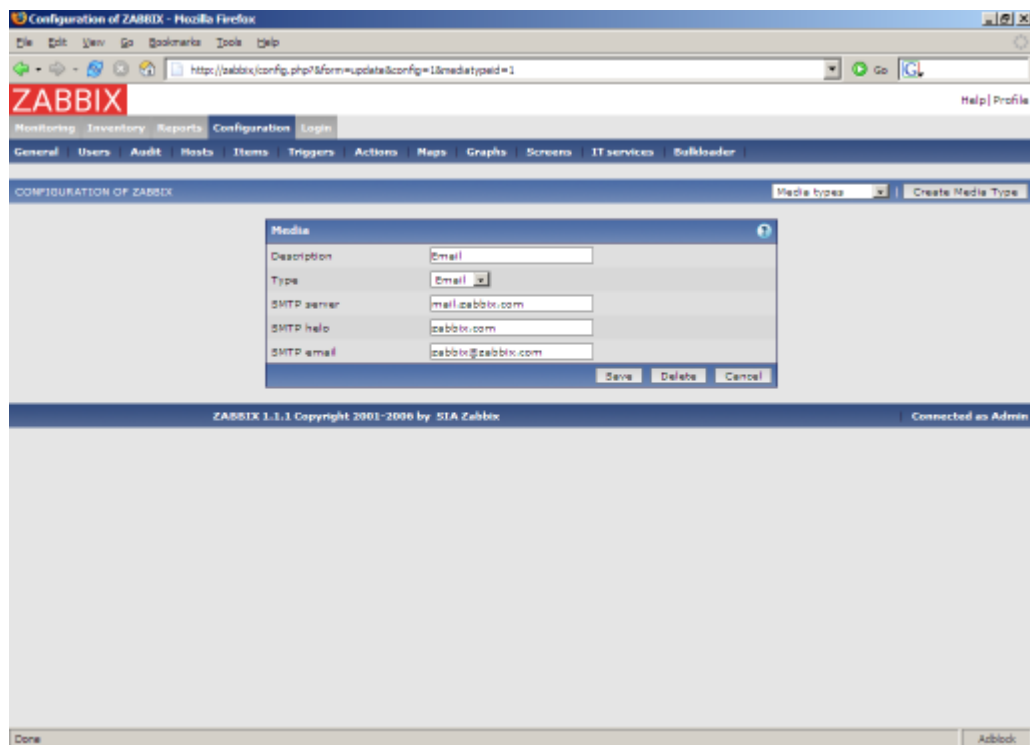 Configuration of ZABBIX - Mozilla Firefox
File Edit View Go Bookmarks Tools Help
http://zabbix/config.php?&form=update&config=1&mediatypeid=1 Go G
ZABBIX
Help | Profile
Monitoring Inventory Reports Configuration Login
General | Users | Audit | Hosts | Items | Triggers | Actions | Maps | Graphs | Screens | IT services | Bulkloader |
CONFIGURATION OF ZABBIX Media types | Create Media Type
Media ?
Description Email
Type Email
SMTP server mail.zabbix.com
SMTP helo zabbix.com
SMTP email zabbix@zabbix.com
Save Delete Cancel
ZABBIX 1.1.1 Copyright 2001-2006 by SIA Zabbix | Connected as Admin
Done Adblock